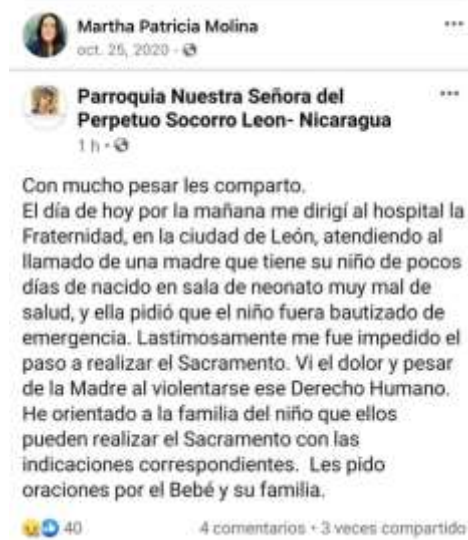 Martha Patricia Molina
oct. 25, 2020 ·
Parroquia Nuestra Señora del
Perpetuo Socorro Leon- Nicaragua
1 h ·
Con mucho pesar les comparto.
El día de hoy por la mañana me dirigí al hospital la
Fraternidad, en la ciudad de León, atendiendo al
llamado de una madre que tiene su niño de pocos
días de nacido en sala de neonato muy mal de
salud, y ella pidió que el niño fuera bautizado de
emergencia. Lastimosamente me fue impedido el
paso a realizar el Sacramento. Vi el dolor y pesar
de la Madre al violentarse ese Derecho Humano.
He orientado a la familia del niño que ellos
pueden realizar el Sacramento con las
indicaciones correspondientes. Les pido
oraciones por el Bebé y su familia.
40
4 comentarios • 3 veces compartido